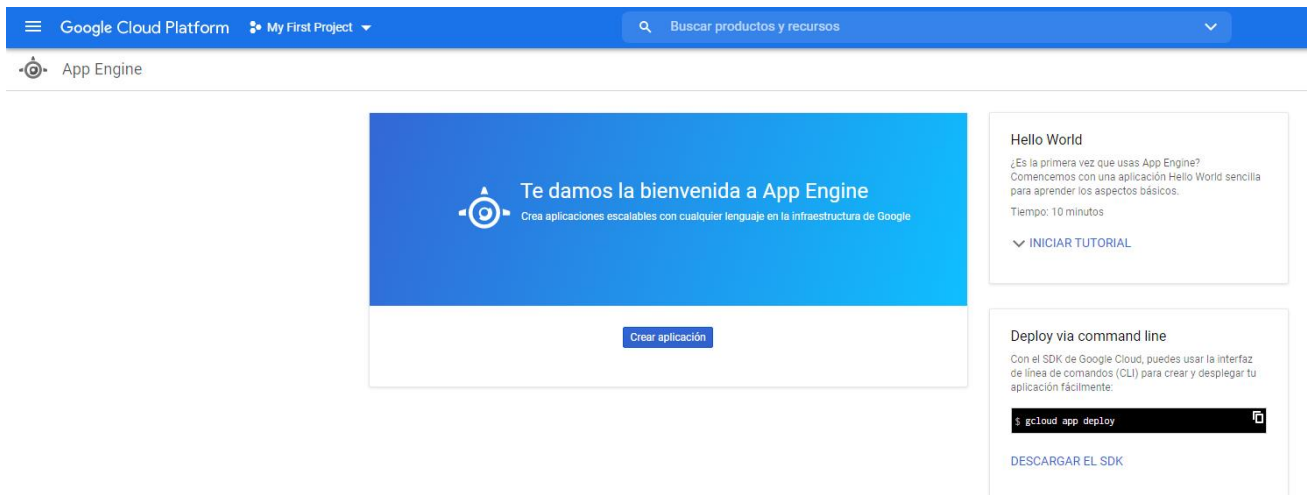 Google Cloud Platform
My First Project
Buscar productos y recursos
App Engine
Te damos la bienvenida a App Engine
Crea aplicaciones escalables con cualquier lenguaje en la infraestructura de Google
Crear aplicación
Hello World
¿Es la primera vez que usas App Engine?
Comencemos con una aplicación Hello World sencilla
para aprender los aspectos básicos.
Tiempo: 10 minutos
INICIAR TUTORIAL
Deploy via command line
Con el SDK de Google Cloud, puedes usar la interfaz
de línea de comandos (CLI) para crear y desplegar tu
aplicación fácilmente:
$ gcloud app deploy
DESCARGAR EL SDK